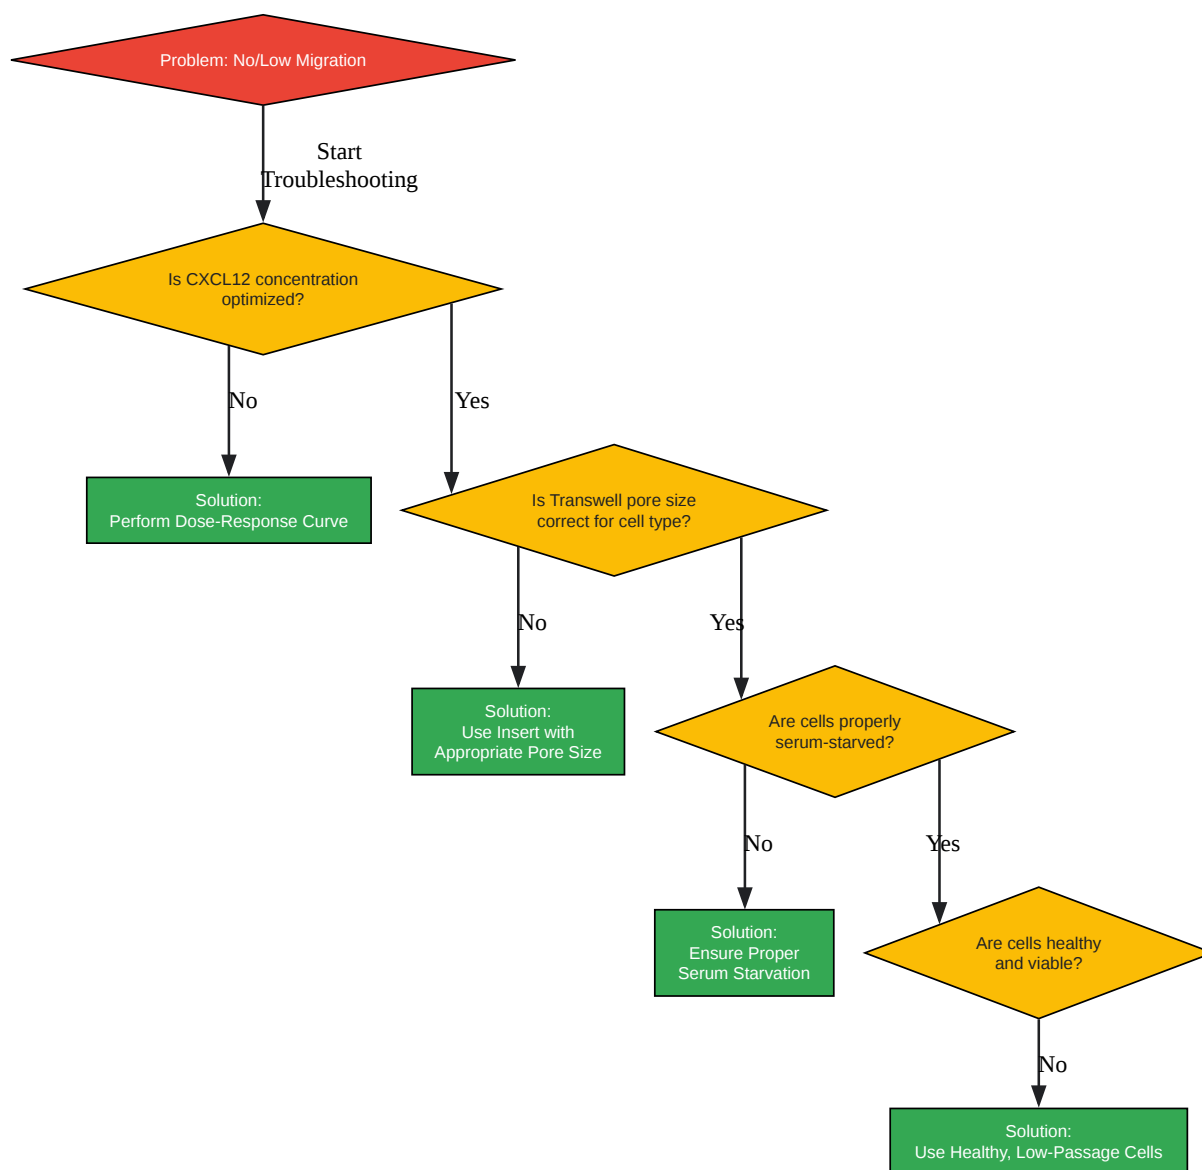 Problem: No/Low Migration
Start
Troubleshooting
Is CXCL12 concentration
optimized?
No
Yes
Solution:
Perform Dose-Response Curve
Is Transwell pore size
correct for cell type?
No
Yes
Solution:
Use Insert with
Appropriate Pore Size
Are cells properly
serum-starved?
No
Yes
Solution:
Ensure Proper
Serum Starvation
Are cells healthy
and viable?
No
Solution:
Use Healthy, Low-Passage Cells